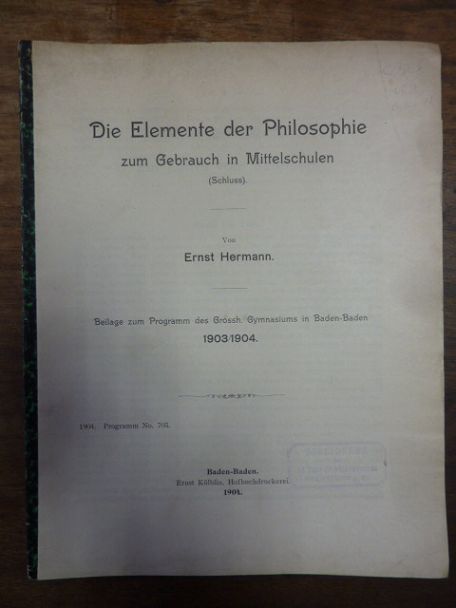 Die Elemente der Philosophie
zum Gebrauch in Mittelschulen
(Schluss).
Von
Ernst Hermann.
Beilage zum Programm des Grossh. Gymnasiums in Baden-Baden
1903/1904.
1904. Programm No. 703.
Baden-Baden.
Ernst Kölblin, Hofbuchdruckerei.
1904.